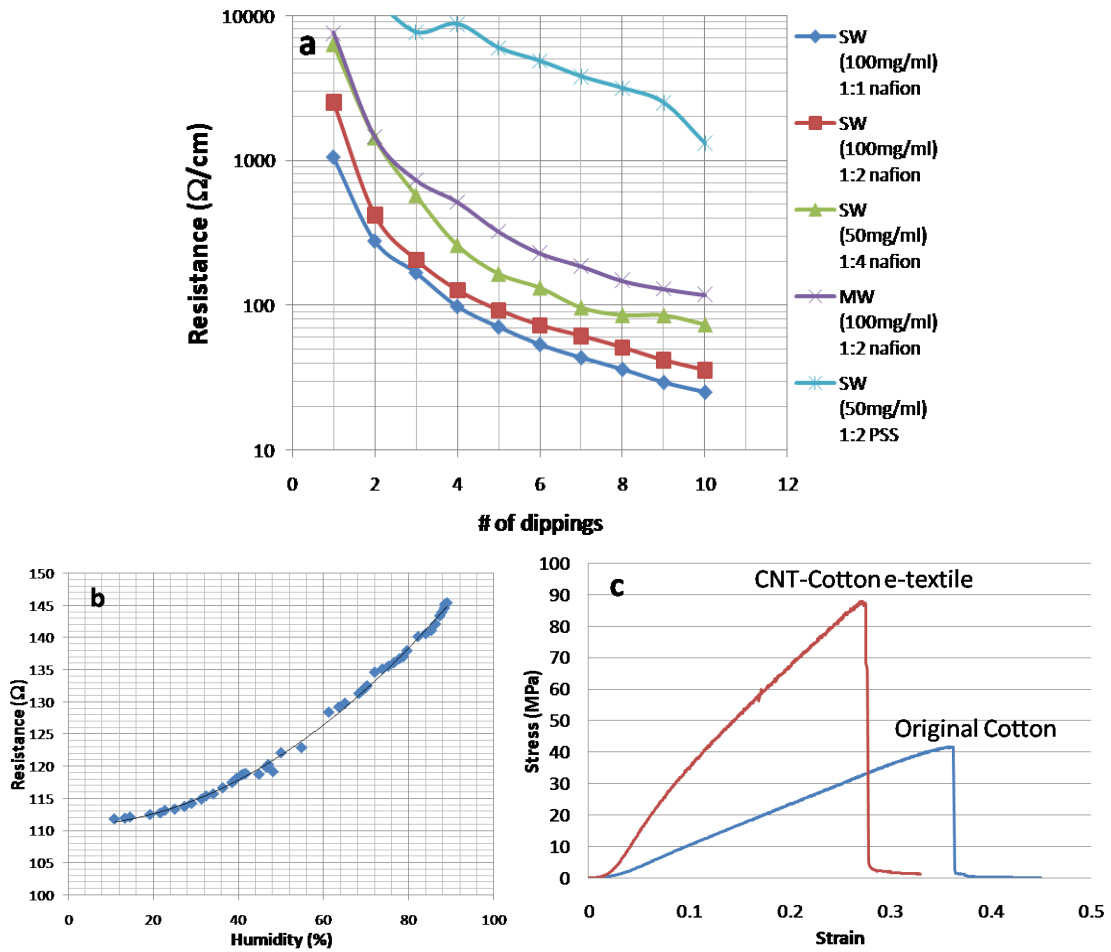 a
10000
1000
100
10
Resistance (Ω/cm)
0 2 4 6 8 10 12
# of dippings
SW
(100mg/ml)
1:1 nafion
SW
(100mg/ml)
1:2 nafion
SW
(50mg/ml)
1:4 nafion
MW
(100mg/ml)
1:2 nafion
SW
(50mg/ml)
1:2 PSS
b
150
145
140
135
130
125
120
115
110
105
100
Resistance (Ω)
0 20 40 60 80 100
Humidity (%)
c
CNT-Cotton e-textile
Original Cotton
100
90
80
70
60
50
40
30
20
10
0
Stress (MPa)
0 0.1 0.2 0.3 0.4 0.5
Strain